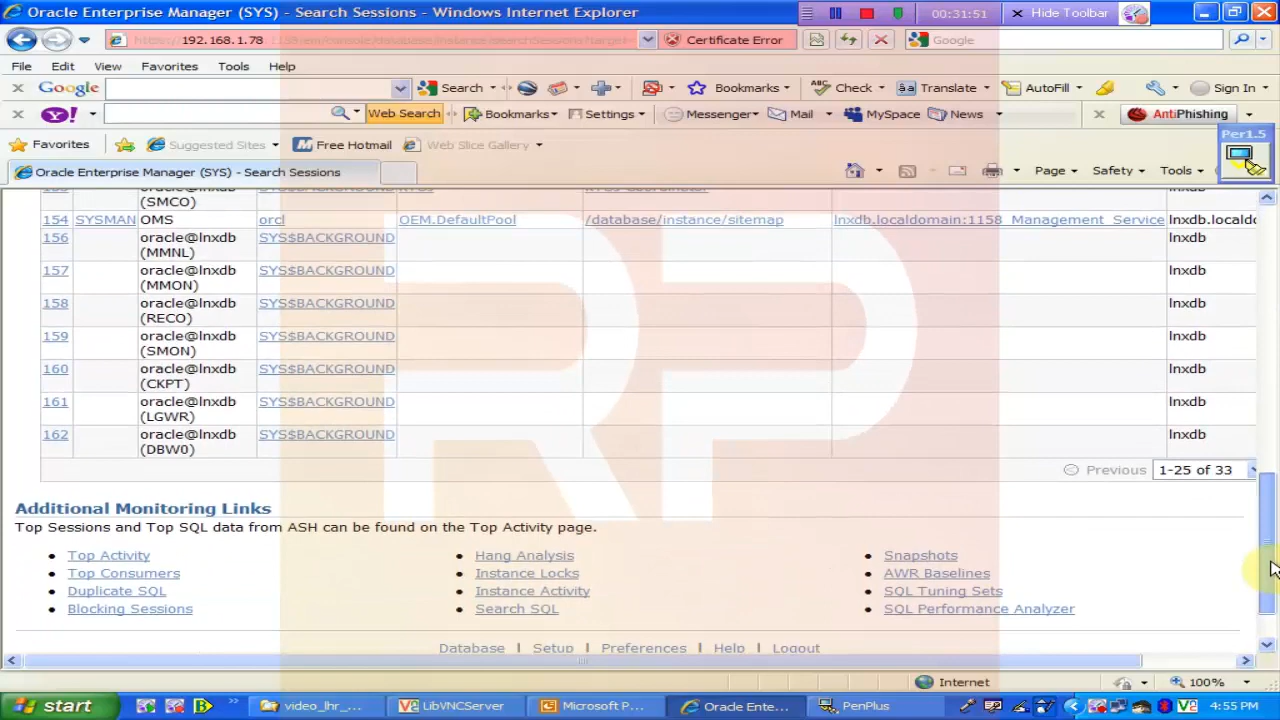 Oracle Enterprise Manager (SYS) - Search Sessions - Windows Internet Explorer
00:31:51
Hide Toolbar
192.168.1.78
Certificate Error
Google
File Edit View Favorites Tools Help
Google Search Bookmarks Check Translate AutoFill Sign In
Y! Web Search Bookmarks Settings Messenger Mail MySpace News AntiPhishing
Favorites Suggested Sites Free Hotmail Web Slice Gallery
Per1.5
Oracle Enterprise Manager (SYS) - Search Sessions
Page Safety Tools
(SMCO)
154 SYSMAN OMS orcl OEM.DefaultPool /database/instance/sitemap lnxdb.localdomain:1158_Management_Service lnxdb.localdo
156 oracle@lnxdb SYS$BACKGROUND lnxdb
(MMNL)
157 oracle@lnxdb SYS$BACKGROUND lnxdb
(MMON)
158 oracle@lnxdb SYS$BACKGROUND lnxdb
(RECO)
159 oracle@lnxdb SYS$BACKGROUND lnxdb
(SMON)
160 oracle@lnxdb SYS$BACKGROUND lnxdb
(CKPT)
161 oracle@lnxdb SYS$BACKGROUND lnxdb
(LGWR)
162 oracle@lnxdb SYS$BACKGROUND lnxdb
(DBW0)
Previous 1-25 of 33
RP
Additional Monitoring Links
Top Sessions and Top SQL data from ASH can be found on the Top Activity page.
Top Activity Hang Analysis Snapshots
Top Consumers Instance Locks AWR Baselines
Duplicate SQL Instance Activity SQL Tuning Sets
Blocking Sessions Search SQL SQL Performance Analyzer
Database | Setup | Preferences | Help | Logout
Internet 100%
start video_lhr_... LibVNCServer Microsoft P... Oracle Ente... PenPlus 4:55 PM